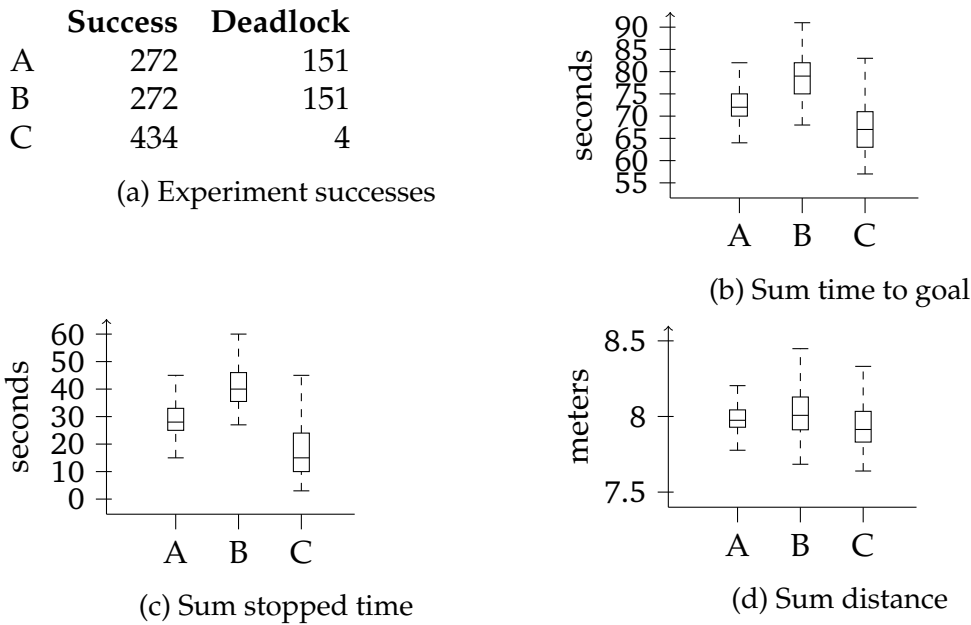 Success Deadlock
A 272 151
B 272 151
C 434 4
(a) Experiment successes
seconds
90
85
80
75
70
65
60
55
A B C
(b) Sum time to goal
seconds
60
50
40
30
20
10
0
A B C
(c) Sum stopped time
meters
8.5
8
7.5
A B C
(d) Sum distance